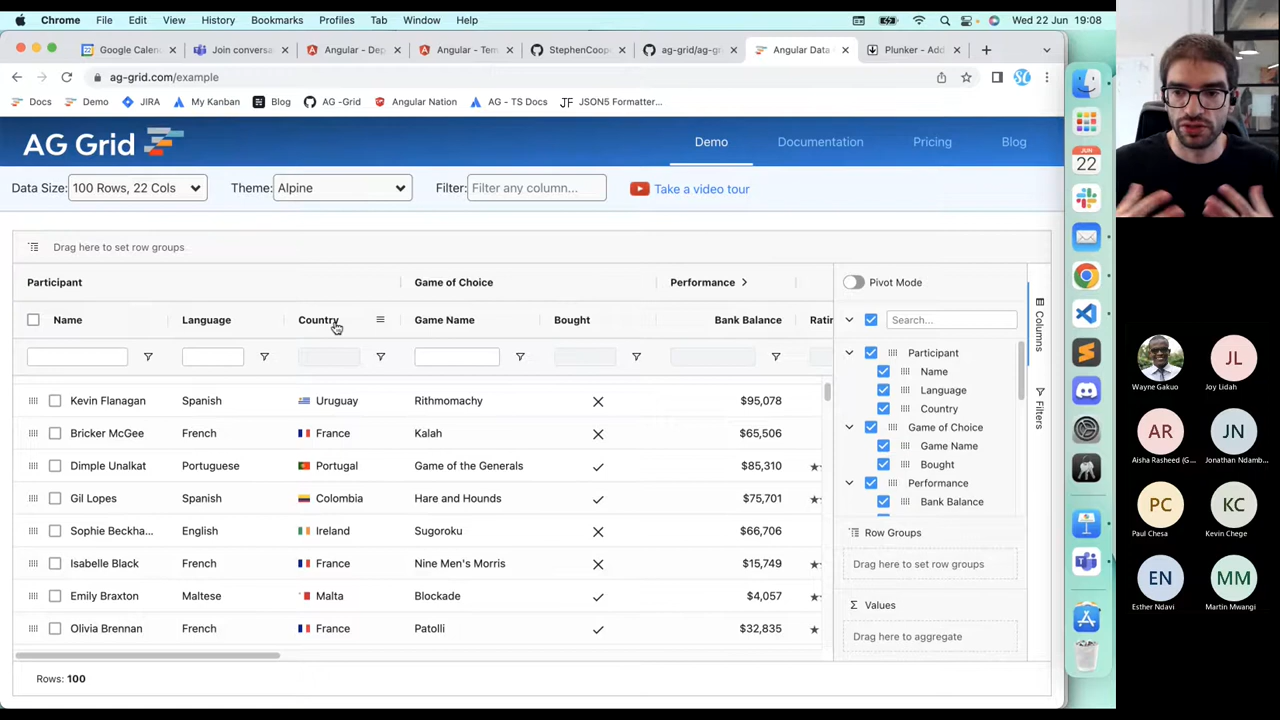 Chrome File Edit View History Bookmarks Profiles Tab Window Help Wed 22 Jun 19:08
Google Calen Join conversa Angular - Dep Angular - Tem StephenCoope ag-grid/ag-gri Angular Data Plunker - Add
ag-grid.com/example
Docs Demo JIRA My Kanban Blog AG -Grid Angular Nation AG - TS Docs JSON5 Formatter...
AG Grid Demo Documentation Pricing Blog
Data Size: 100 Rows, 22 Cols Theme: Alpine Filter: Filter any column... Take a video tour
Drag here to set row groups
Participant Game of Choice Performance
Name Language Country Game Name Bought Bank Balance Ratin
Kevin Flanagan Spanish Uruguay Rithmomachy $95,078
Bricker McGee French France Kalah $65,506
Dimple Unalkat Portuguese Portugal Game of the Generals $85,310
Gil Lopes Spanish Colombia Hare and Hounds $75,701
Sophie Beckha... English Ireland Sugoroku $66,706
Isabelle Black French France Nine Men's Morris $15,749
Emily Braxton Maltese Malta Blockade $4,057
Olivia Brennan French France Patolli $32,835
Rows: 100
Pivot Mode
Search...
Participant
Name
Language
Country
Game of Choice
Game Name
Bought
Performance
Bank Balance
Row Groups
Drag here to set row groups
Values
Drag here to aggregate
Columns
Filters
JUN
22
JL
Wayne Gakuo Joy Lidah
AR JN
Aisha Rasheed (G... Jonathan Ndamb...
PC KC
Paul Chesa Kevin Chege
EN MM
Esther Ndavi Martin Mwangi